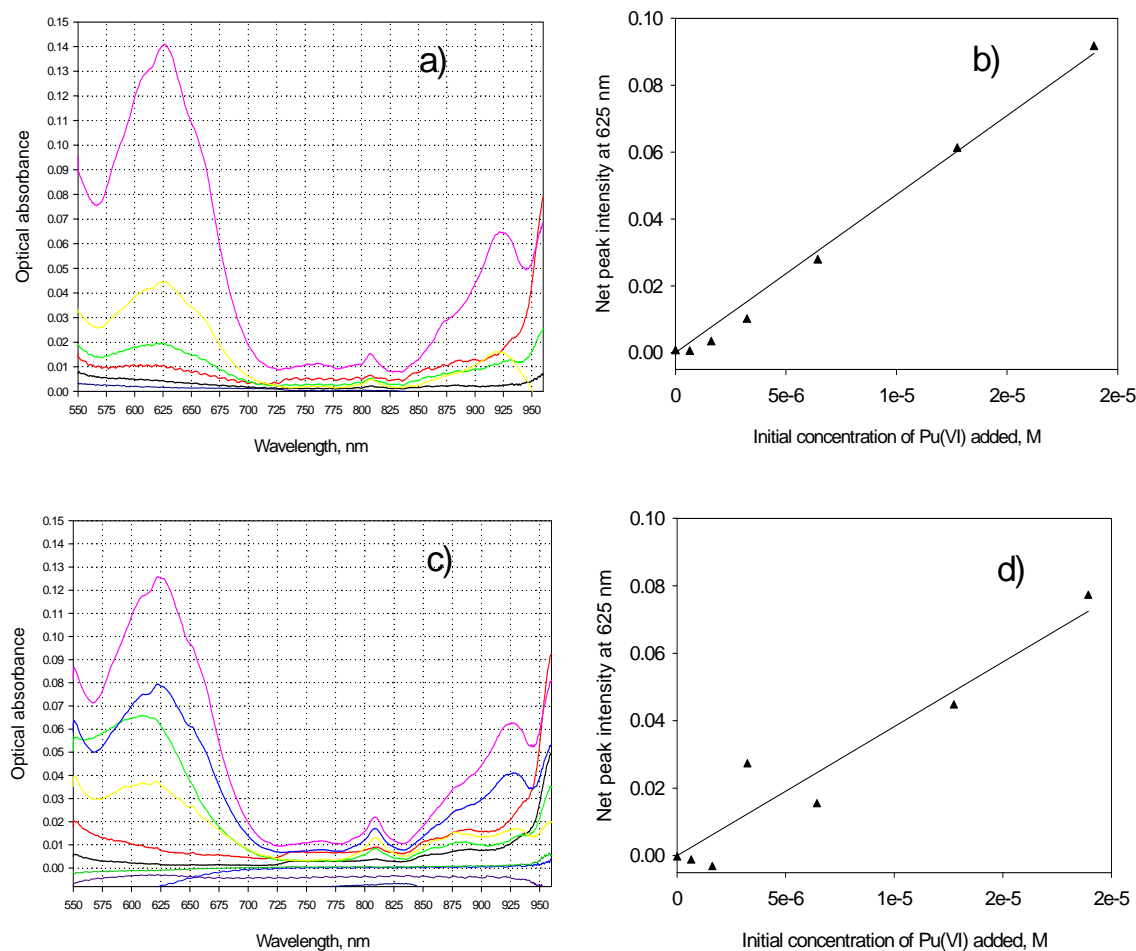 a)
Optical absorbance
0.15
0.14
0.13
0.12
0.11
0.10
0.09
0.08
0.07
0.06
0.05
0.04
0.03
0.02
0.01
0.00
550 575 600 625 650 675 700 725 750 775 800 825 850 875 900 925 950
Wavelength, nm
b)
Net peak intensity at 625 nm
0.10
0.08
0.06
0.04
0.02
0.00
0 5e-6 1e-5 2e-5 2e-5
Initial concentration of Pu(VI) added, M
c)
Optical absorbance
0.15
0.14
0.13
0.12
0.11
0.10
0.09
0.08
0.07
0.06
0.05
0.04
0.03
0.02
0.01
0.00
550 575 600 625 650 675 700 725 750 775 800 825 850 875 900 925 950
Wavelength, nm
d)
Net peak intensity at 625 nm
0.10
0.08
0.06
0.04
0.02
0.00
0 5e-6 1e-5 2e-5 2e-5
Initial concentration of Pu(VI) added, M